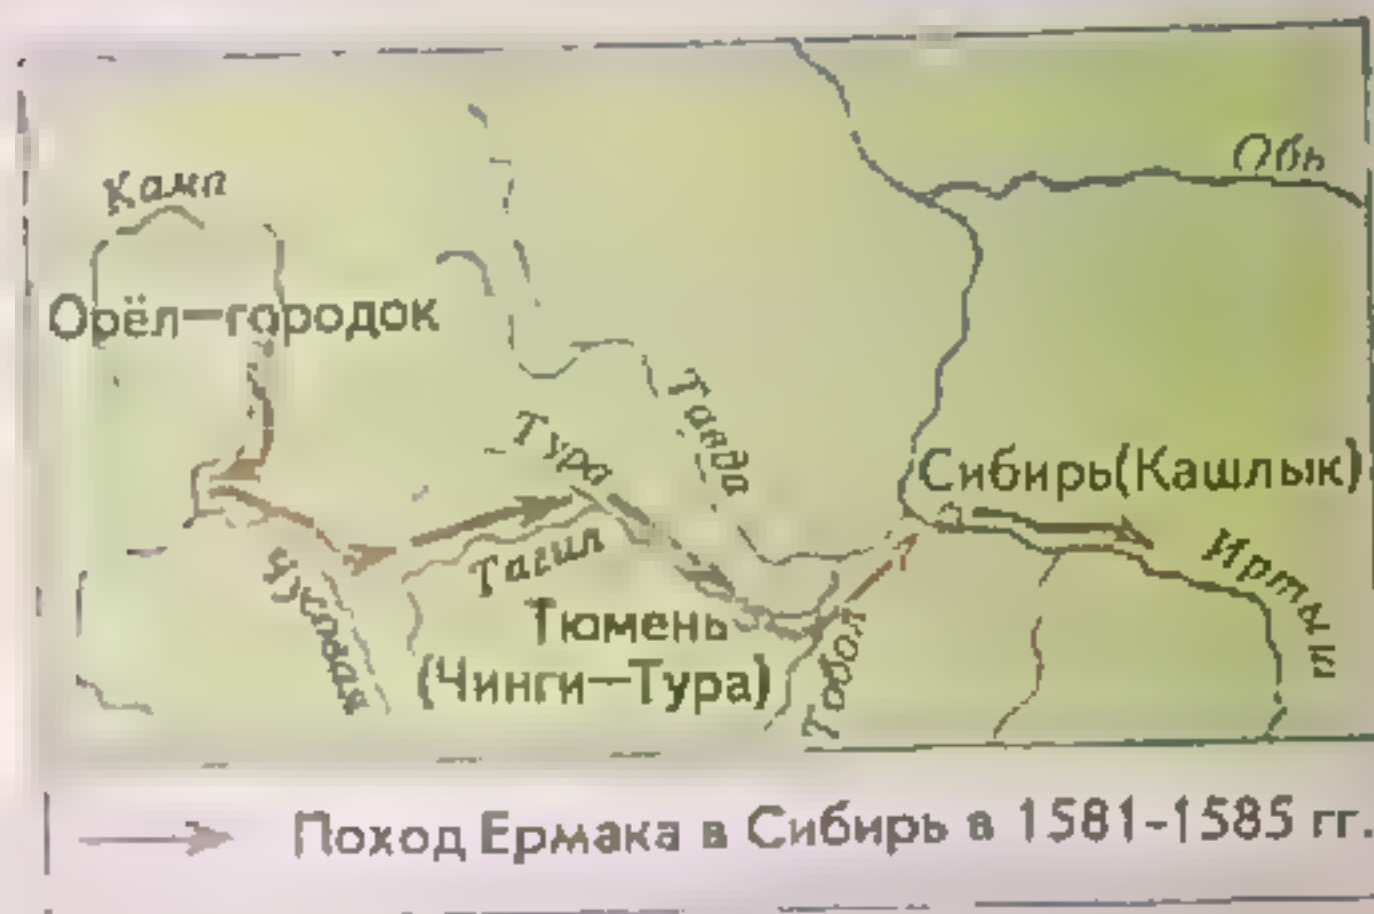 Кама
Обь
Орёл—городок
Тавда
Тура
Сибирь(Кашлык)
Тагил
Иртыш
Чусовая
Тюмень
(Чинги—Тура)
Тобол
Поход Ермака в Сибирь в 1581-1585 гг.